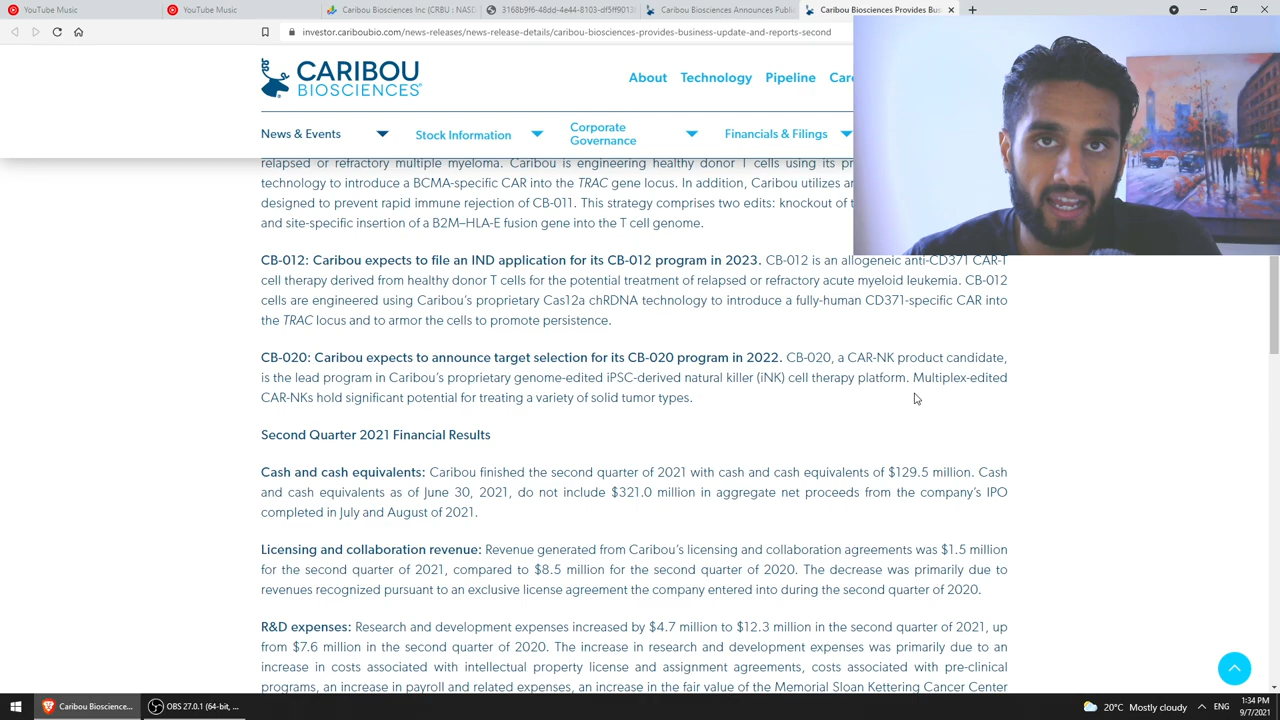 YouTube Music
YouTube Music
Caribou Biosciences Inc (CRBU : NASD
3168b9f6-48dd-4e44-8103-df5ff9013
Caribou Biosciences Announces Publi
Caribou Biosciences Provides Bus
investor.cariboubio.com/news-releases/news-release-details/caribou-biosciences-provides-business-update-and-reports-second
CARIBOU
BIOSCIENCES
About Technology Pipeline Care
News & Events Stock Information Corporate Governance Financials & Filings
relapsed or refractory multiple myeloma. Caribou is engineering healthy donor T cells using its pr
technology to introduce a BCMA-specific CAR into the TRAC gene locus. In addition, Caribou utilizes an
designed to prevent rapid immune rejection of CB-011. This strategy comprises two edits: knockout of t
and site-specific insertion of a B2M–HLA-E fusion gene into the T cell genome.
CB-012: Caribou expects to file an IND application for its CB-012 program in 2023. CB-012 is an allogeneic anti-CD371 CAR-T
cell therapy derived from healthy donor T cells for the potential treatment of relapsed or refractory acute myeloid leukemia. CB-012
cells are engineered using Caribou's proprietary Cas12a chRDNA technology to introduce a fully-human CD371-specific CAR into
the TRAC locus and to armor the cells to promote persistence.
CB-020: Caribou expects to announce target selection for its CB-020 program in 2022. CB-020, a CAR-NK product candidate,
is the lead program in Caribou's proprietary genome-edited iPSC-derived natural killer (iNK) cell therapy platform. Multiplex-edited
CAR-NKs hold significant potential for treating a variety of solid tumor types.
Second Quarter 2021 Financial Results
Cash and cash equivalents: Caribou finished the second quarter of 2021 with cash and cash equivalents of $129.5 million. Cash
and cash equivalents as of June 30, 2021, do not include $321.0 million in aggregate net proceeds from the company's IPO
completed in July and August of 2021.
Licensing and collaboration revenue: Revenue generated from Caribou's licensing and collaboration agreements was $1.5 million
for the second quarter of 2021, compared to $8.5 million for the second quarter of 2020. The decrease was primarily due to
revenues recognized pursuant to an exclusive license agreement the company entered into during the second quarter of 2020.
R&D expenses: Research and development expenses increased by $4.7 million to $12.3 million in the second quarter of 2021, up
from $7.6 million in the second quarter of 2020. The increase in research and development expenses was primarily due to an
increase in costs associated with intellectual property license and assignment agreements, costs associated with pre-clinical
programs, an increase in payroll and related expenses, an increase in the fair value of the Memorial Sloan Kettering Cancer Center
Caribou Bioscience...
OBS 27.0.1 (64-bit, ...
20°C Mostly cloudy
ENG
1:34 PM
9/7/2021